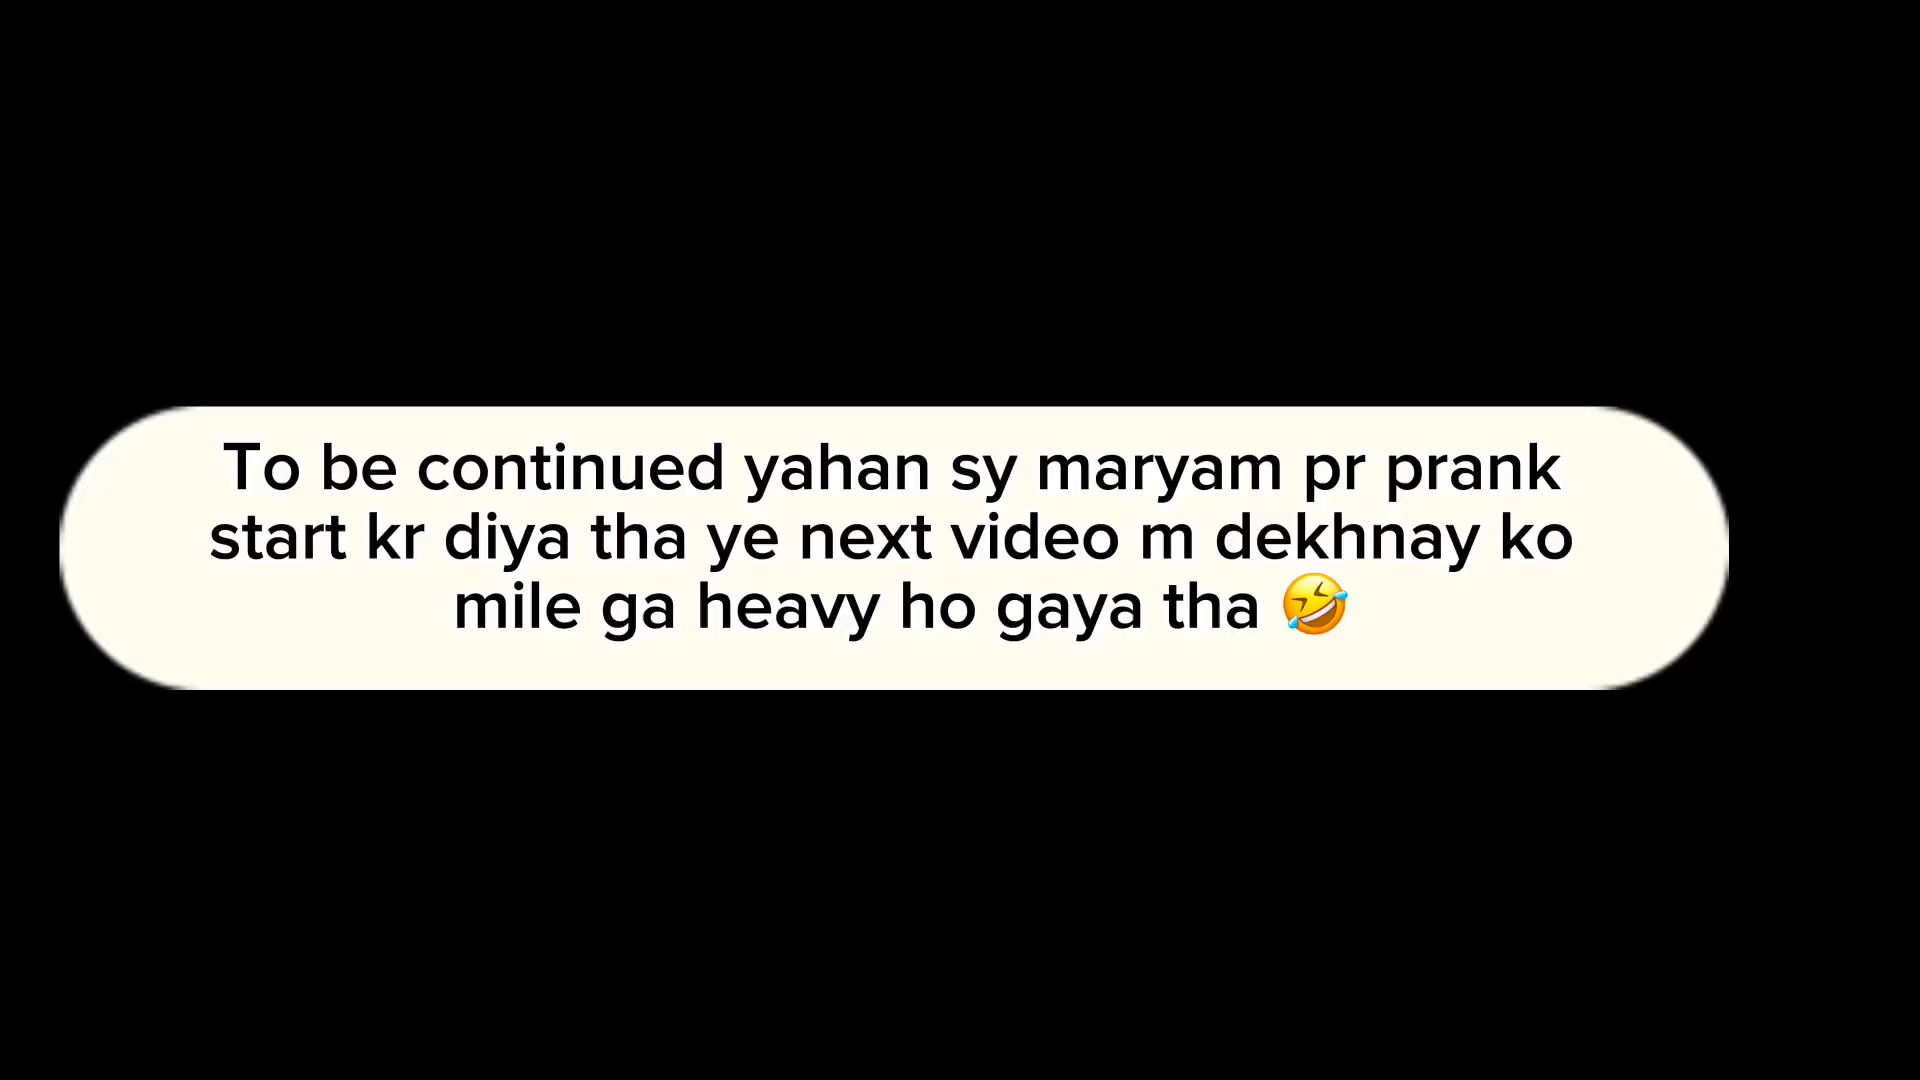 To be continued yahan sy maryam pr prank
start kr diya tha ye next video m dekhnay ko
mile ga heavy ho gaya tha 🤣